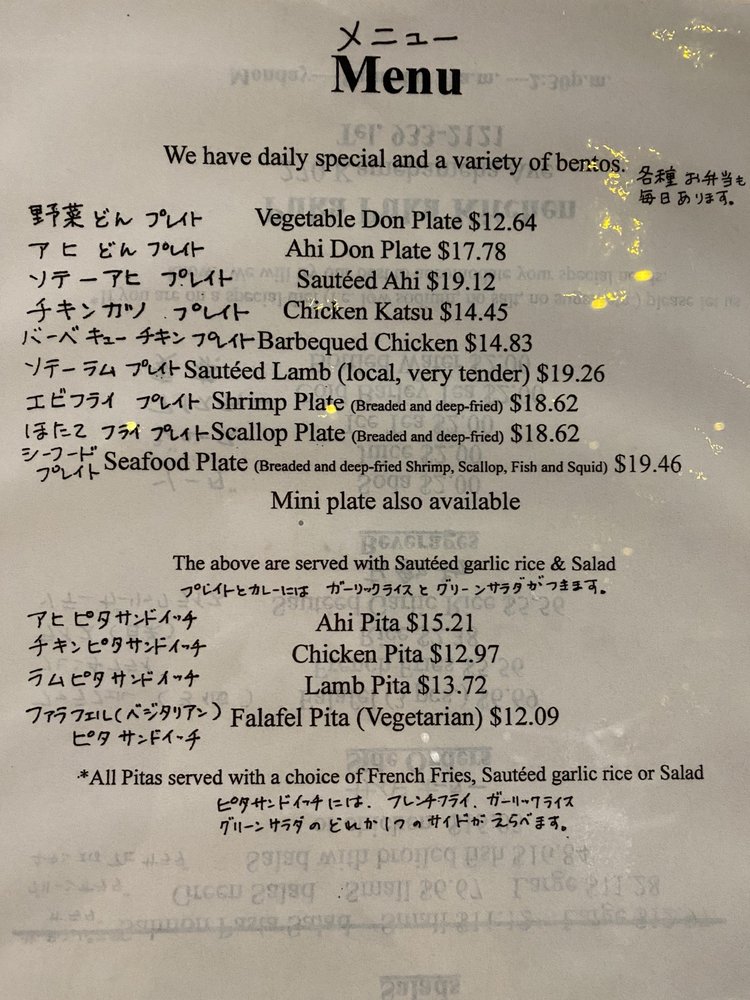 メニュー
Menu
We have daily special and a variety of bentos.
各種 お弁当も
毎日 あります。
野菜 どん プレイト Vegetable Don Plate $12.64
アヒ どん プレイト Ahi Don Plate $17.78
ソテーアヒ プレイト Sautéed Ahi $19.12
チキンカツ プレイト Chicken Katsu $14.45
バーベキュー チキン プレイト Barbequed Chicken $14.83
ソテー ラム プレイト Sautéed Lamb (local, very tender) $19.26
エビフライ プレイト Shrimp Plate (Breaded and deep-fried) $18.62
ほたて フライ プレイト Scallop Plate (Breaded and deep-fried) $18.62
シーフード
プレイト Seafood Plate (Breaded and deep-fried Shrimp, Scallop, Fish and Squid) $19.46
Mini plate also available
The above are served with Sautéed garlic rice & Salad
プレイトとカレーには ガーリックライスと グリーンサラダがつきます。
アヒ ピタ サンドイッチ Ahi Pita $15.21
チキンピタサンドイッチ Chicken Pita $12.97
ラムピタ サンドイッチ Lamb Pita $13.72
ファラフェル(ベジタリアン) Falafel Pita (Vegetarian) $12.09
ピタ サンドイッチ
*All Pitas served with a choice of French Fries, Sautéed garlic rice or Salad
ピタサンドイッチには、フレンチフライ、ガーリックライス
グリーンサラダの どれか1つの サイドが えらべます。
Salad with broiled fish $16.84
Green Salad Small $6.67 Large $11.28
Salads